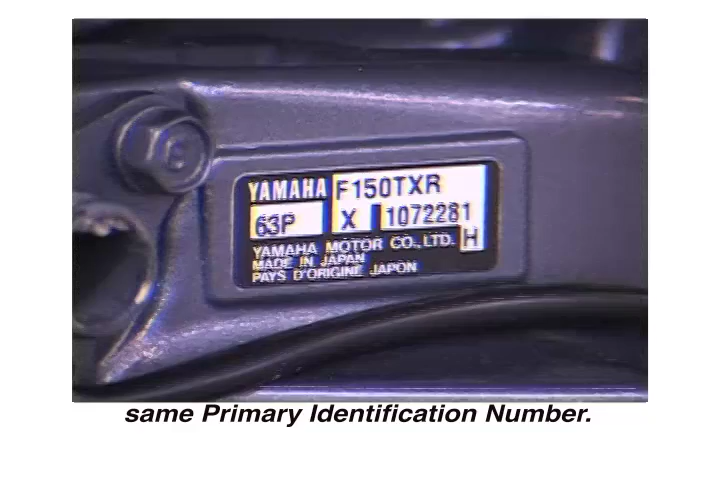 YAMAHA F150TXR
63P X 1072281
YAMAHA MOTOR CO., LTD. H
MADE IN JAPAN
PAYS D'ORIGINE JAPON
same Primary Identification Number.